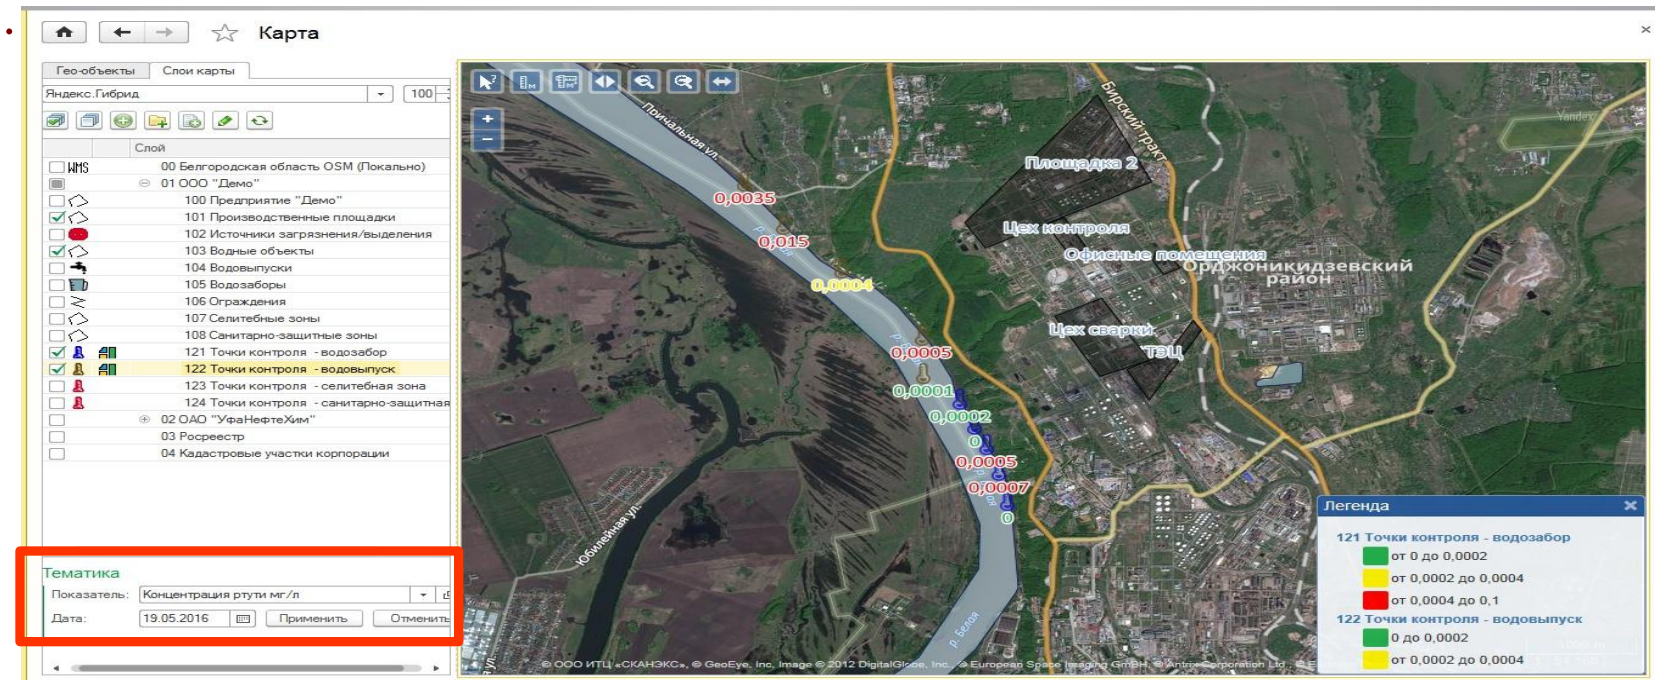 Карта
Гео-объекты Слои карты
Яндекс.Гибрид 100
Слой
WMS 00 Белгородская область OSM (Локально)
01 ООО "Демо"
100 Предприятие "Демо"
101 Производственные площадки
102 Источники загрязнения/выделения
103 Водные объекты
104 Водовыпуски
105 Водозаборы
106 Ограждения
107 Селитебные зоны
108 Санитарно-защитные зоны
121 Точки контроля - водозабор
122 Точки контроля - водовыпуск
123 Точки контроля - селитебная зона
124 Точки контроля - санитарно-защитная
02 ОАО "УфаНефтеХим"
03 Росреестр
04 Кадастровые участки корпорации
Тематика
Показатель: Концентрация ртути мг/л
Дата: 19.05.2016 Применить Отменить
+
−
Причальная ул.
Бирский тракт
Yandex
Площадка 2
0,0035
Цех контроля
0,015
Офисные помещения
Орджоникидзевский
район
0,0004
Цех сварки
ТЭЦ
0,0005
0,0001
0,0002
0
0,0005
0,0007
0
Юбилейная ул.
р. Белая
Легенда
121 Точки контроля - водозабор
от 0 до 0,0002
от 0,0002 до 0,0004
от 0,0004 до 0,1
122 Точки контроля - водовыпуск
0 до 0,0002
от 0,0002 до 0,0004
© ООО ИТЦ «СКАНЭКС», © GeoEye, Inc, Image © 2012 DigitalGlobe, Inc., © European Space Imaging GmbH, © Antrix Corporation Ltd., ©